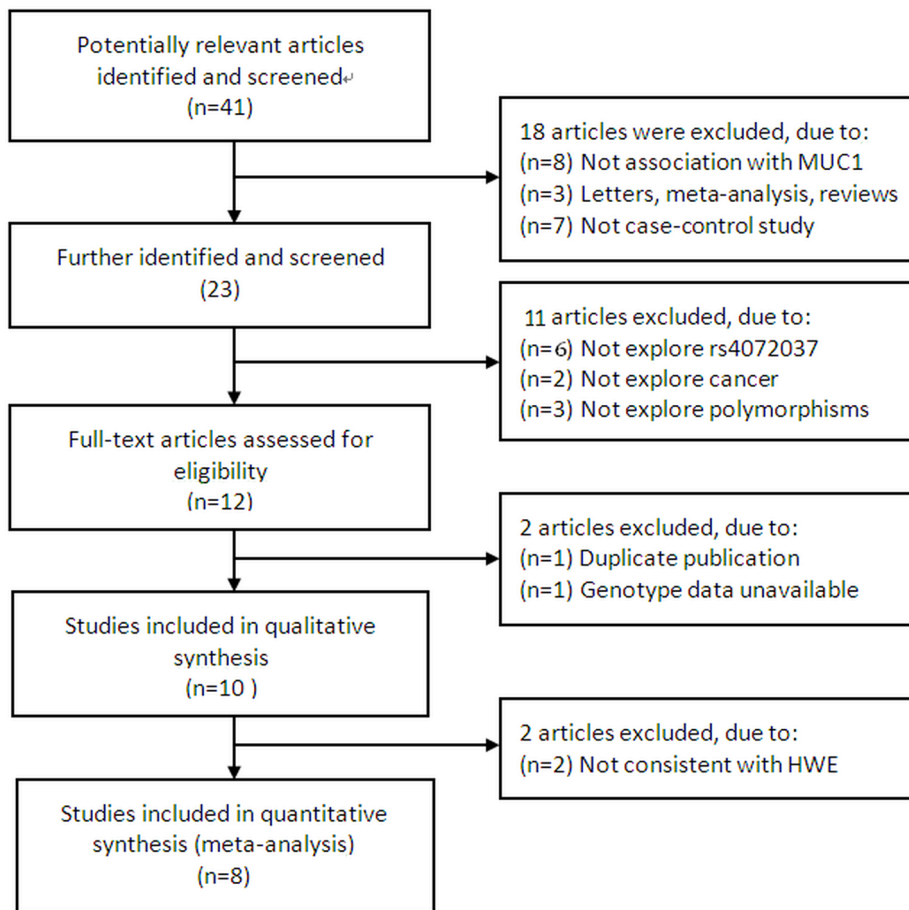 Potentially relevant articles
identified and screened↵
(n=41)
18 articles were excluded, due to:
(n=8) Not association with MUC1
(n=3) Letters, meta-analysis, reviews
(n=7) Not case-control study
Further identified and screened
(23)
11 articles excluded, due to:
(n=6) Not explore rs4072037
(n=2) Not explore cancer
(n=3) Not explore polymorphisms
Full-text articles assessed for
eligibility
(n=12)
2 articles excluded, due to:
(n=1) Duplicate publication
(n=1) Genotype data unavailable
Studies included in qualitative
synthesis
(n=10 )
2 articles excluded, due to:
(n=2) Not consistent with HWE
Studies included in quantitative
synthesis (meta-analysis)
(n=8)